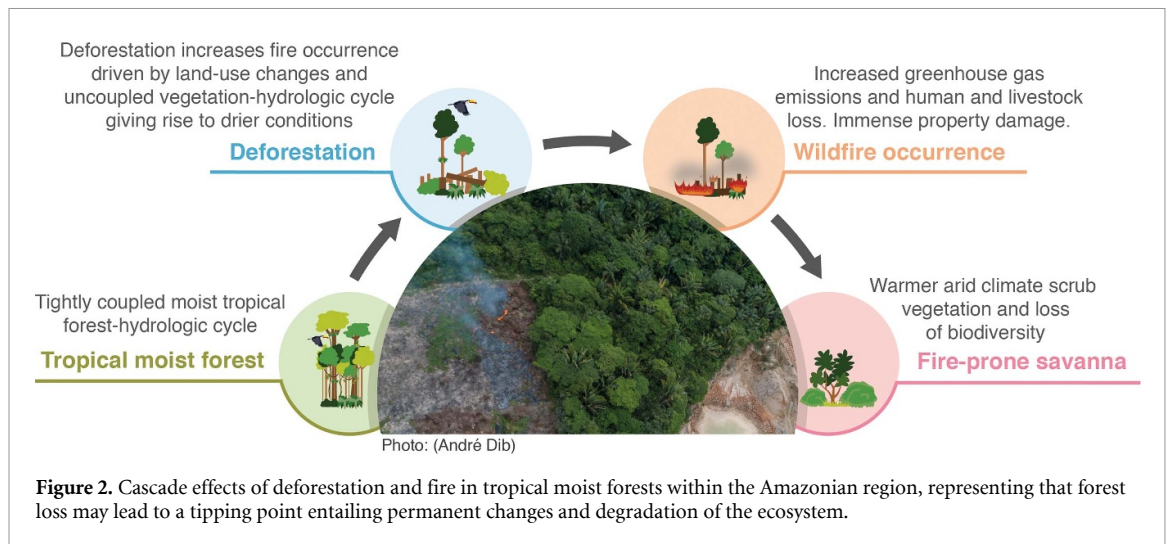 Deforestation increases fire occurrence
driven by land-use changes and
uncoupled vegetation-hydrologic cycle
giving rise to drier conditions
Deforestation
Increased greenhouse gas
emissions and human and livestock
loss. Immense property damage.
Wildfire occurrence
Tightly coupled moist tropical
forest-hydrologic cycle
Tropical moist forest
Warmer arid climate scrub
vegetation and loss
of biodiversity
Fire-prone savanna
Photo: (André Dib)
Figure 2. Cascade effects of deforestation and fire in tropical moist forests within the Amazonian region, representing that forest
loss may lead to a tipping point entailing permanent changes and degradation of the ecosystem.